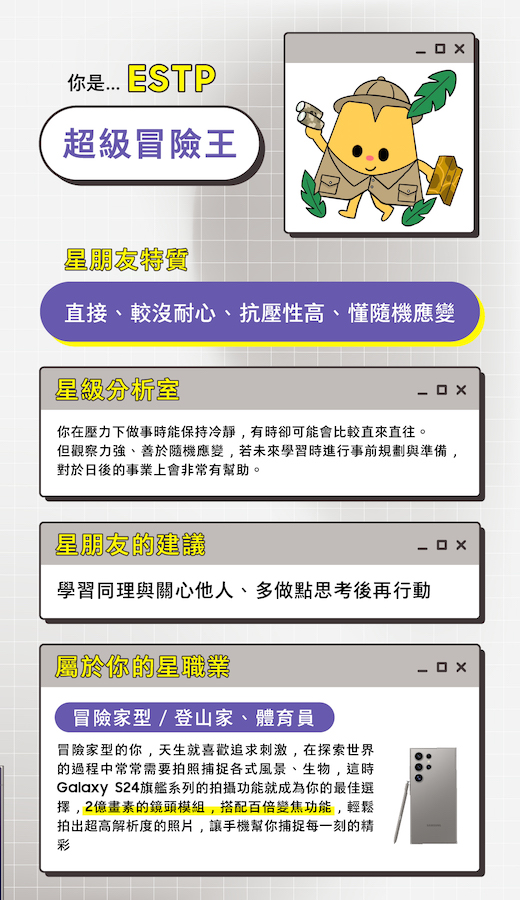 你是... ESTP
超級冒險王
星朋友特質
直接、較沒耐心、抗壓性高、懂隨機應變
星級分析室
你在壓力下做事時能保持冷靜，有時卻可能會比較直來直往。
但觀察力強、善於隨機應變，若未來學習時進行事前規劃與準備，
對於日後的事業上會非常有幫助。
星朋友的建議
學習同理與關心他人、多做點思考後再行動
屬於你的星職業
冒險家型 / 登山家、體育員
冒險家型的你，天生就喜歡追求刺激，在探索世界
的過程中常常需要拍照捕捉各式風景、生物，這時
Galaxy S24旗艦系列的拍攝功能就成為你的最佳選
擇，2億畫素的鏡頭模組，搭配百倍變焦功能，輕鬆
拍出超高解析度的照片，讓手機幫你捕捉每一刻的精
彩